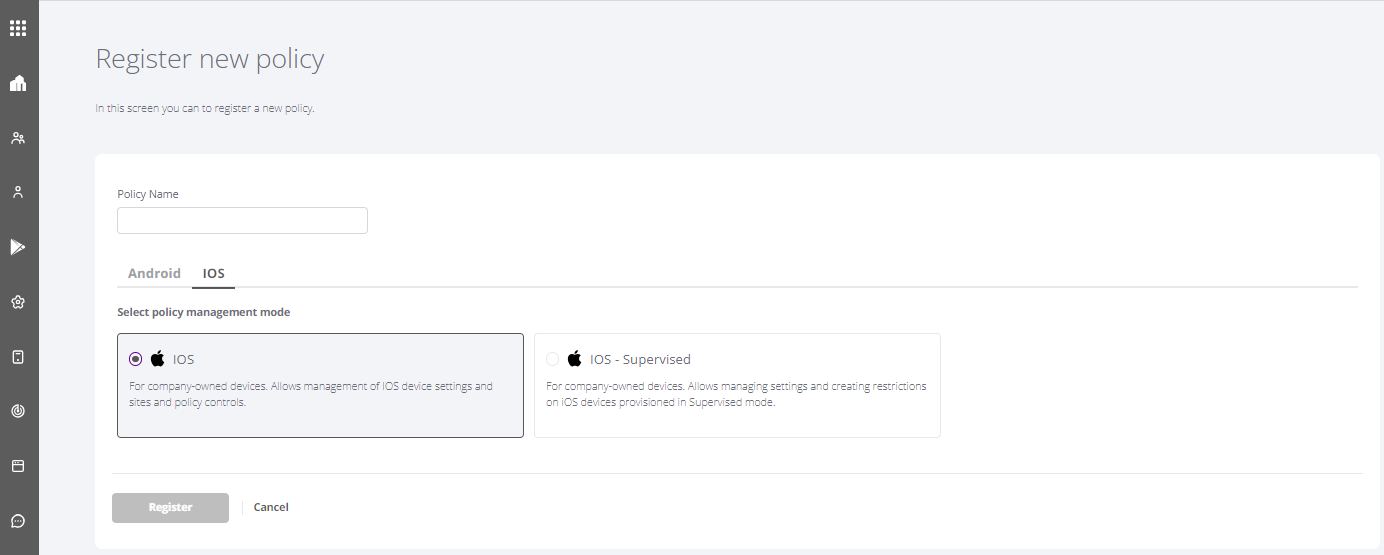 Register new policy
In this screen you can to register a new policy.
Policy Name
Android IOS
Select policy management mode
IOS
For company-owned devices. Allows management of IOS device settings and
sites and policy controls.
IOS - Supervised
For company-owned devices. Allows managing settings and creating restrictions
on iOS devices provisioned in Supervised mode.
Register Cancel